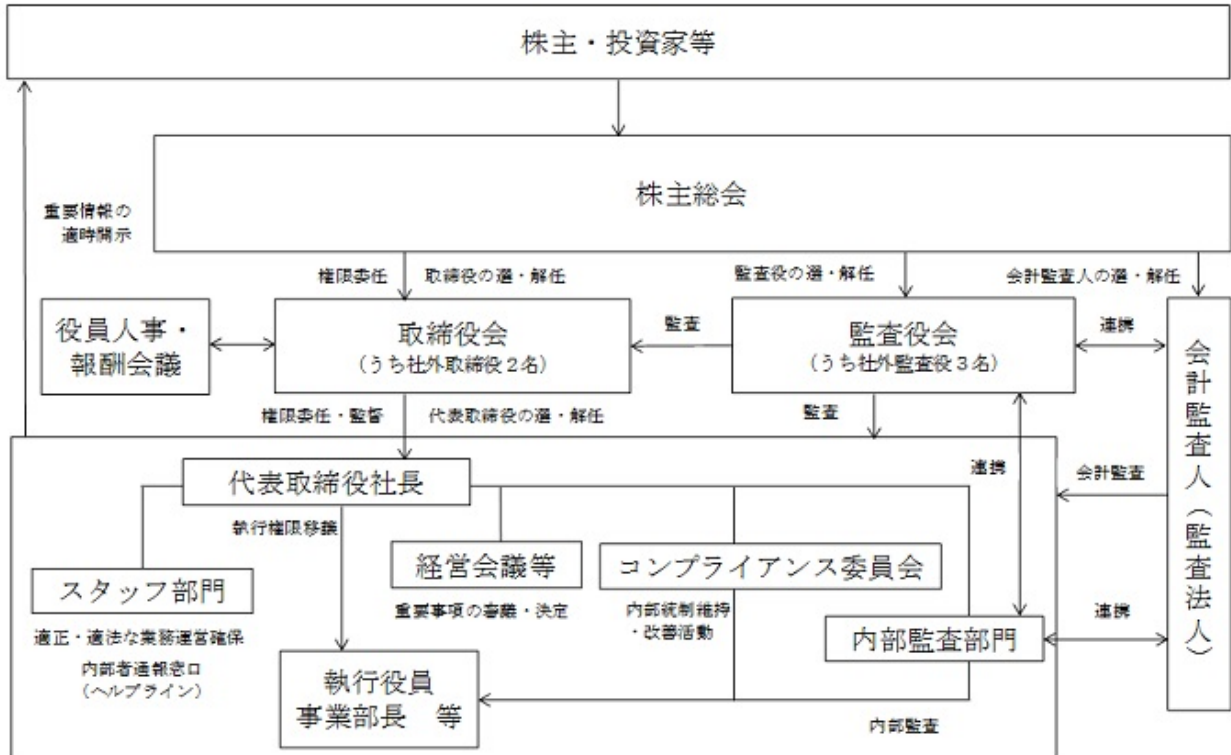 株主・投資家等
株主総会
重要情報の
適時開示
権限委任
取締役の選・解任
監査役の選・解任
会計監査人の選・解任
役員人事・
報酬会議
取締役会
(うち社外取締役2名)
監査
監査役会
(うち社外監査役3名)
連携
会計監査人(監査法人)
権限委任・監督
代表取締役の選・解任
監査
代表取締役社長
連携
会計監査
執行権限移譲
スタッフ部門
経営会議等
コンプライアンス委員会
適正・適法な業務運営確保
内部者通報窓口
(ヘルプライン)
重要事項の審議・決定
内部統制維持
・改善活動
内部監査部門
連携
執行役員
事業部長 等
内部監査